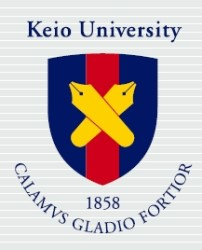 Keio University
1858
CALAMVS GLADIO FORTIOR